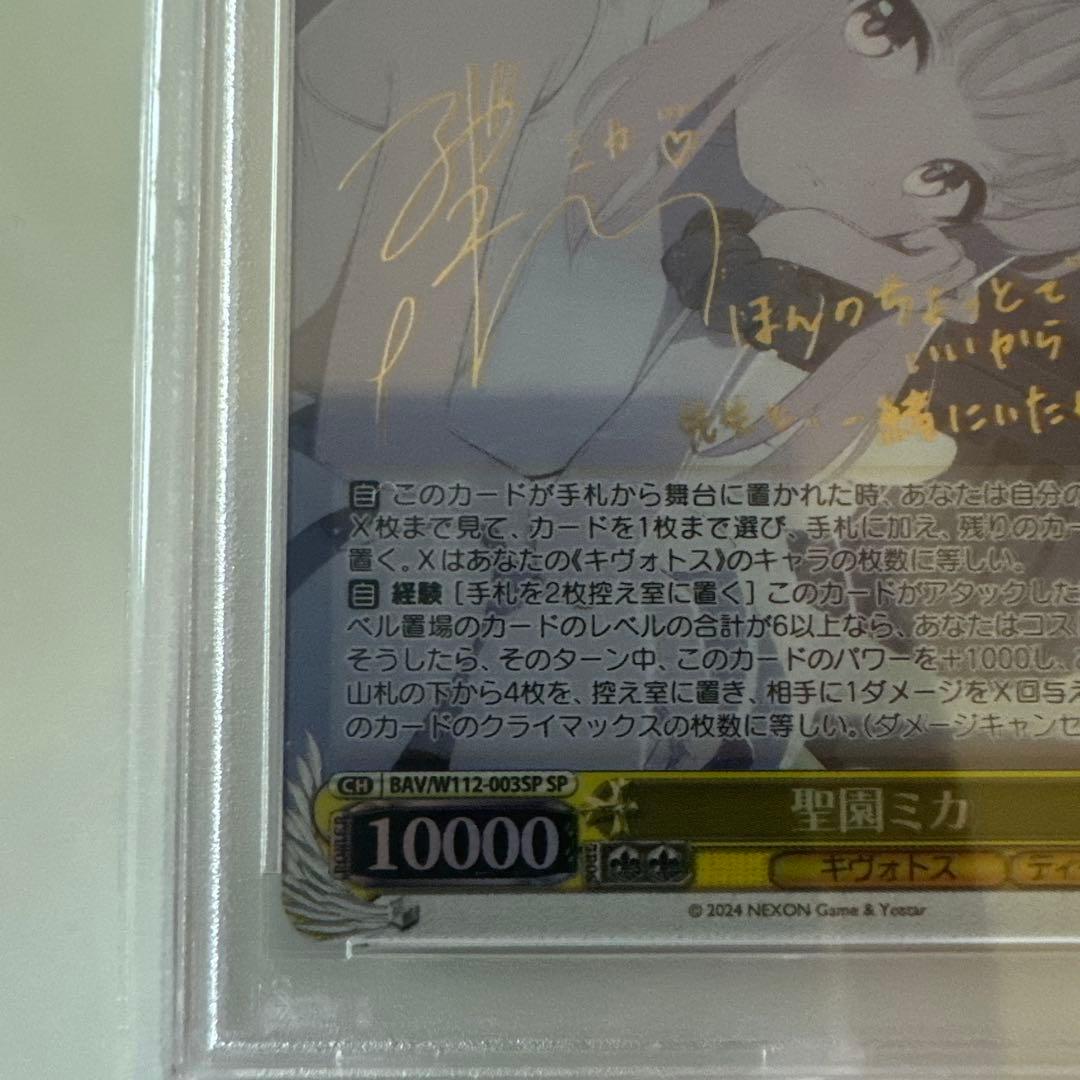 ミカ♡
ほんのちょっとで
いいから
先生と、一緒にいたい
自 このカードが手札から舞台に置かれた時、あなたは自分の
X枚まで見て、カードを1枚まで選び、手札に加え、残りのカー
置く。Xはあなたの《キヴォトス》のキャラの枚数に等しい。
自 経験 [手札を2枚控え室に置く] このカードがアタックした
ベル置場のカードのレベルの合計が6以上なら、あなたはコス
そうしたら、そのターン中、このカードのパワーを+1000し、
山札の下から4枚を、控え室に置き、相手に1ダメージをX回与え
のカードのクライマックスの枚数に等しい。(ダメージキャンセ
CH BAV/W112-003SP SP
POWER 10000 聖園ミカ
キヴォトス ティ
© 2024 NEXON Game & Yostar